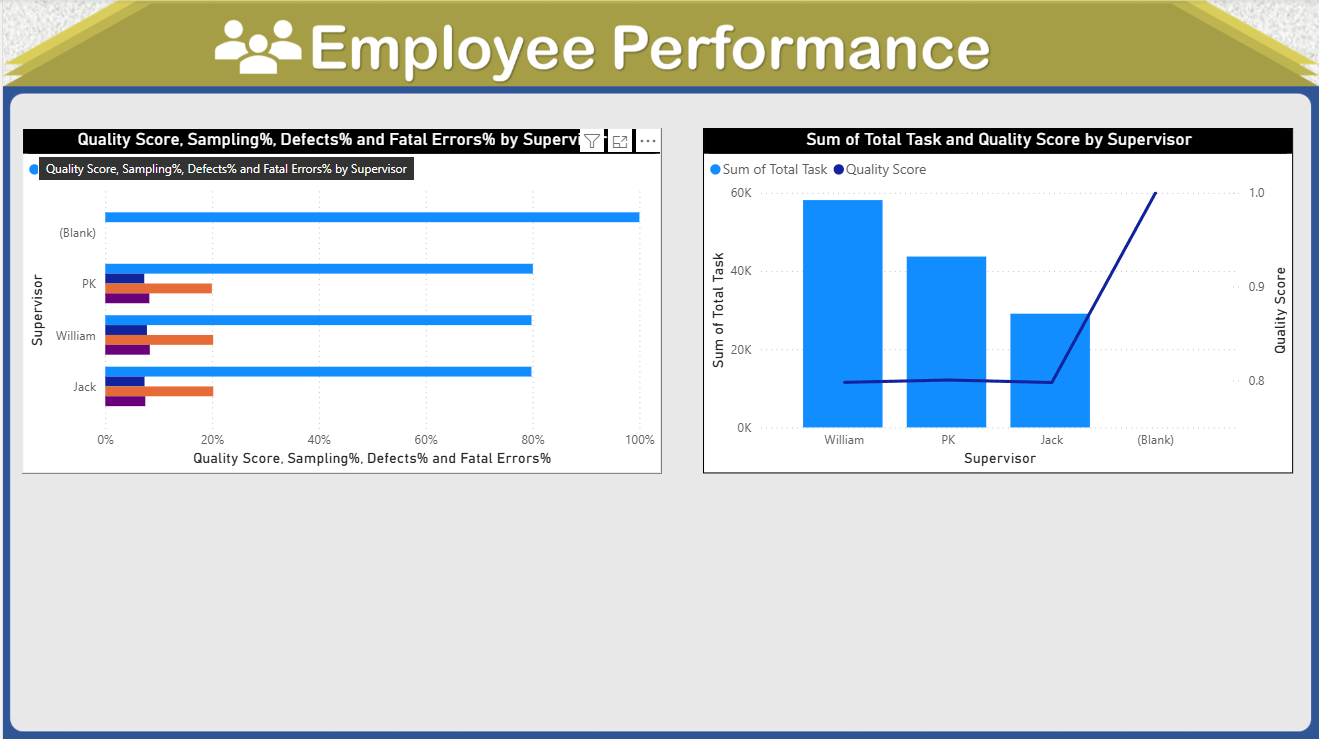 Employee Performance
Quality Score, Sampling%, Defects% and Fatal Errors% by Supervi
Quality Score, Sampling%, Defects% and Fatal Errors% by Supervisor
Supervisor
(Blank)
PK
William
Jack
0% 20% 40% 60% 80% 100%
Quality Score, Sampling%, Defects% and Fatal Errors%
Sum of Total Task and Quality Score by Supervisor
Sum of Total Task Quality Score
Sum of Total Task
60K
40K
20K
0K
1.0
0.9
0.8
Quality Score
William PK Jack (Blank)
Supervisor